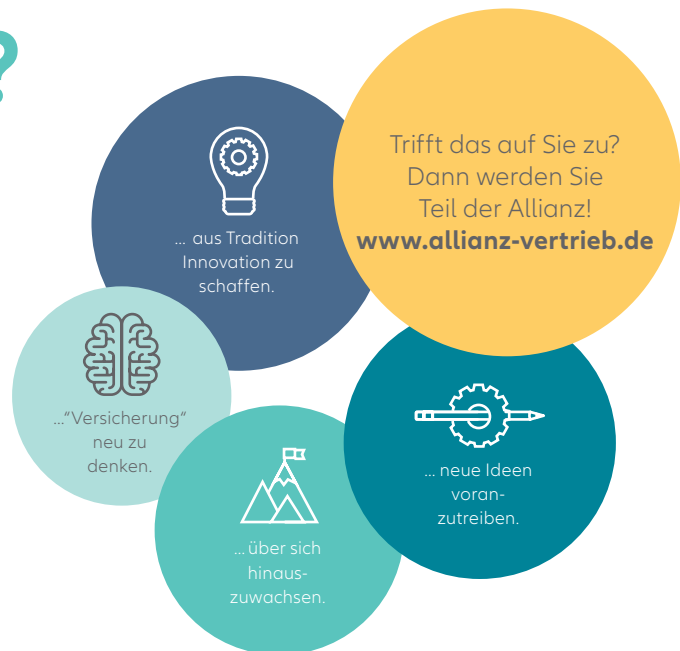 ?
Trifft das auf Sie zu?
Dann werden Sie
Teil der Allianz!
www.allianz-vertrieb.de
... aus Tradition
Innovation zu
schaffen.
..."Versicherung“
neu zu
denken.
... neue Ideen
voran-
zutreiben.
... über sich
hinaus-
zuwachsen.